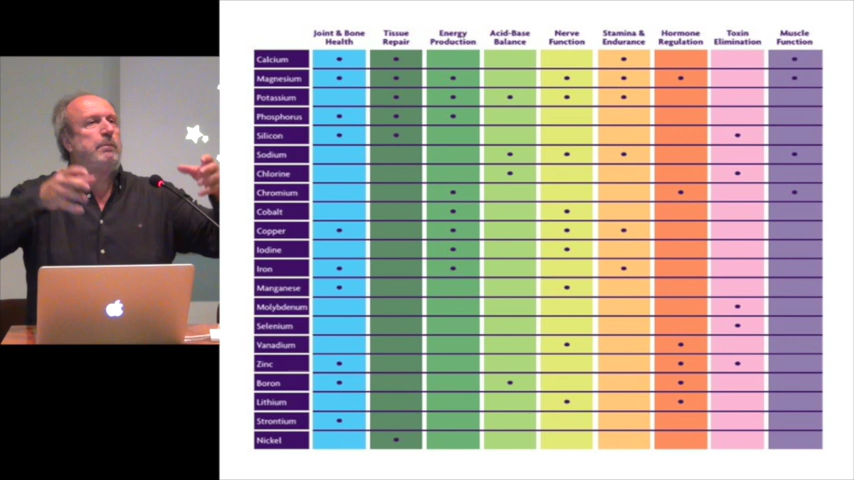 Joint & Bone Health
Tissue Repair
Energy Production
Acid-Base Balance
Nerve Function
Stamina & Endurance
Hormone Regulation
Toxin Elimination
Muscle Function
Calcium
Magnesium
Potassium
Phosphorus
Silicon
Sodium
Chlorine
Chromium
Cobalt
Copper
Iodine
Iron
Manganese
Molybdenum
Selenium
Vanadium
Zinc
Boron
Lithium
Strontium
Nickel